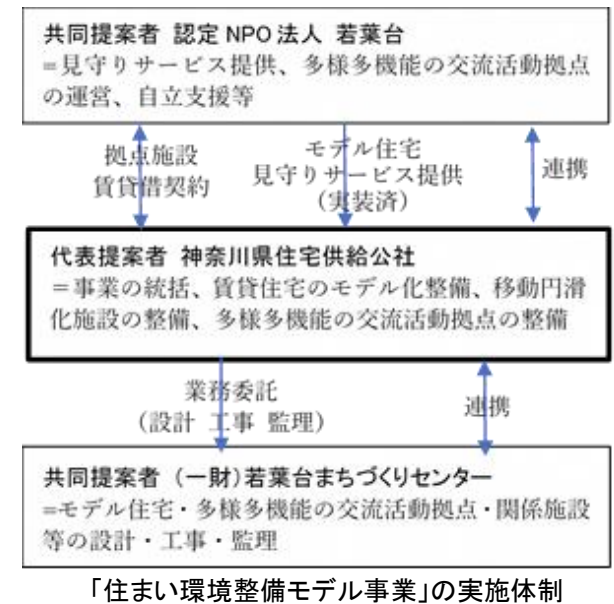 共同提案者 認定NPO法人 若葉台
=見守りサービス提供、多様多機能の交流活動拠点
の運営、自立支援等
拠点施設
賃貸借契約
モデル住宅
見守りサービス提供
(実装済)
連携
代表提案者 神奈川県住宅供給公社
=事業の統括、賃貸住宅のモデル化整備、移動円滑
化施設の整備、多様多機能の交流活動拠点の整備
業務委託
(設計 工事 監理)
連携
共同提案者 (一財)若葉台まちづくりセンター
=モデル住宅・多様多機能の交流活動拠点・関係施設
等の設計・工事・監理
「住まい環境整備モデル事業」の実施体制